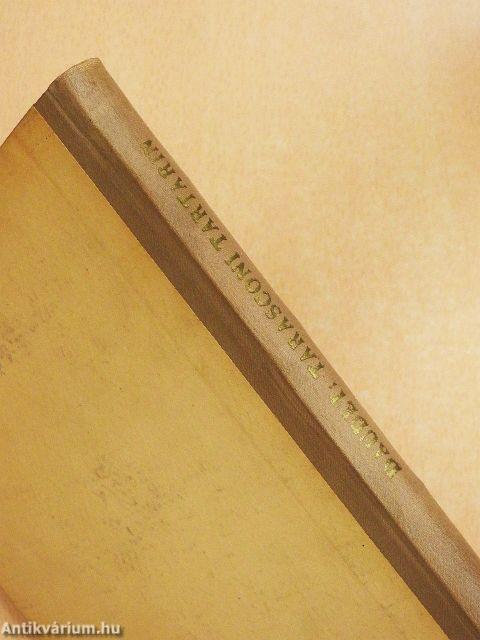 DAUDET: TARASCONI TARTARIN
Antikvárium.hu